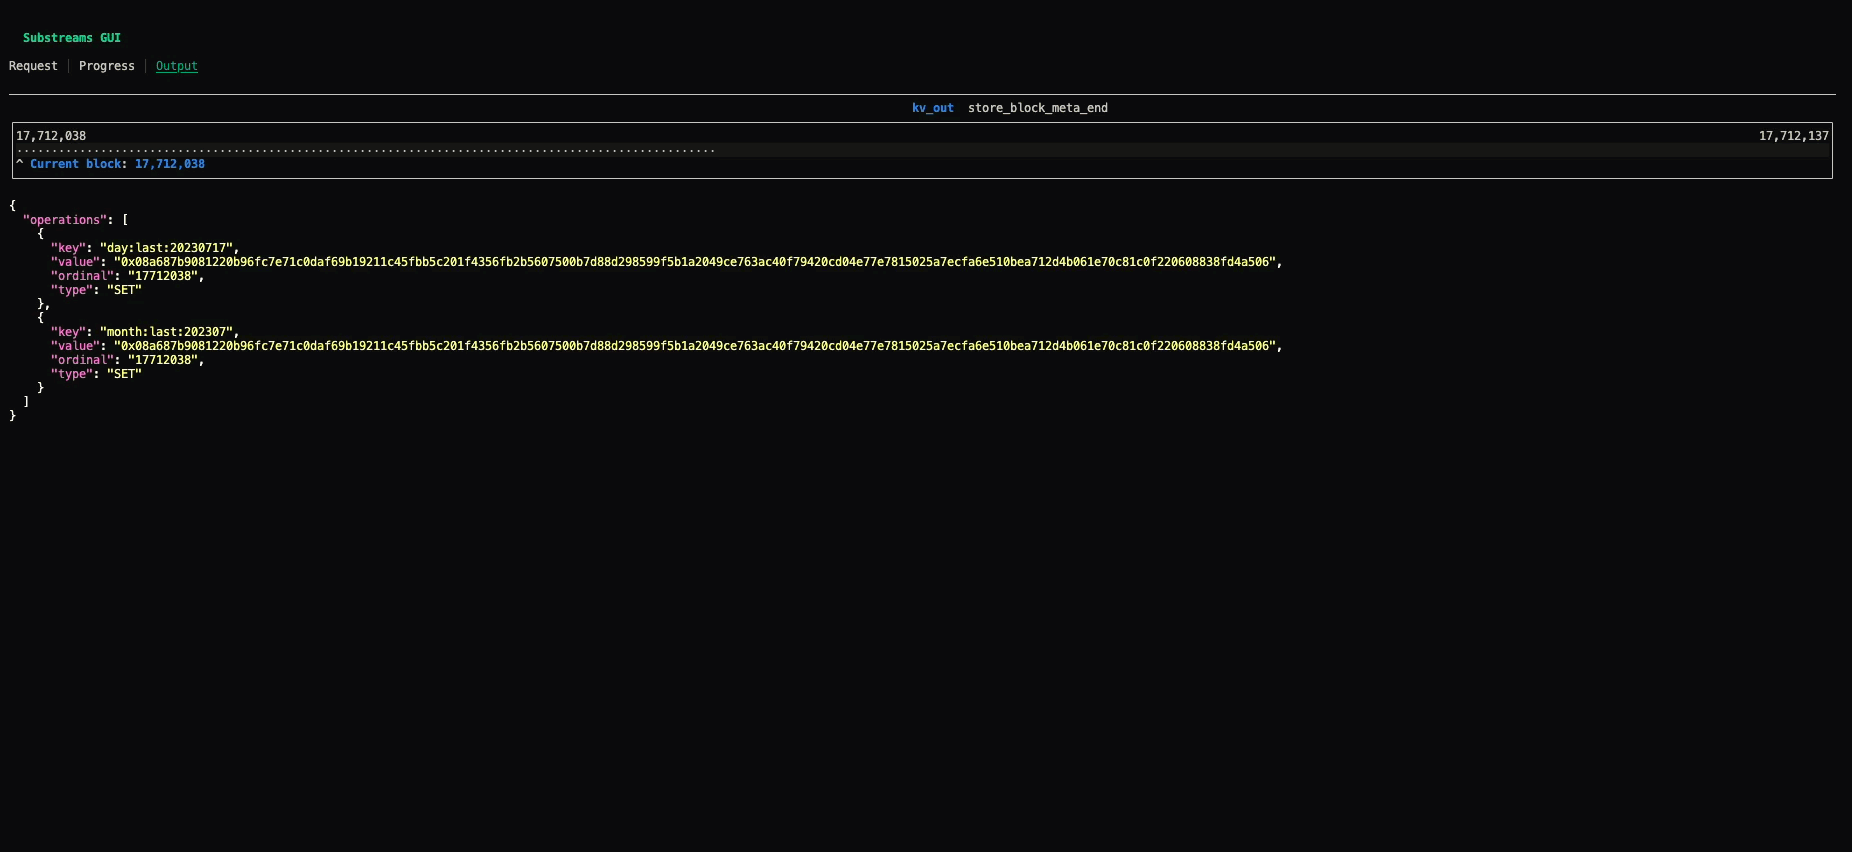 Substreams GUI
Request | Progress | Output
kv_out store_block_meta_end
17,712,038 17,712,137
....................................................................................................
^ Current block: 17,712,038
{
  "operations": [
    {
      "key": "day:last:20230717",
      "value": "0x08a687b9081220b96fc7e71c0daf69b19211c45fbb5c201f4356fb2b5607500b7d88d298599f5b1a2049ce763ac40f79420cd04e77e7815025a7ecfa6e510bea712d4b061e70c81c0f220608838fd4a506",
      "ordinal": "17712038",
      "type": "SET"
    },
    {
      "key": "month:last:202307",
      "value": "0x08a687b9081220b96fc7e71c0daf69b19211c45fbb5c201f4356fb2b5607500b7d88d298599f5b1a2049ce763ac40f79420cd04e77e7815025a7ecfa6e510bea712d4b061e70c81c0f220608838fd4a506",
      "ordinal": "17712038",
      "type": "SET"
    }
  ]
}